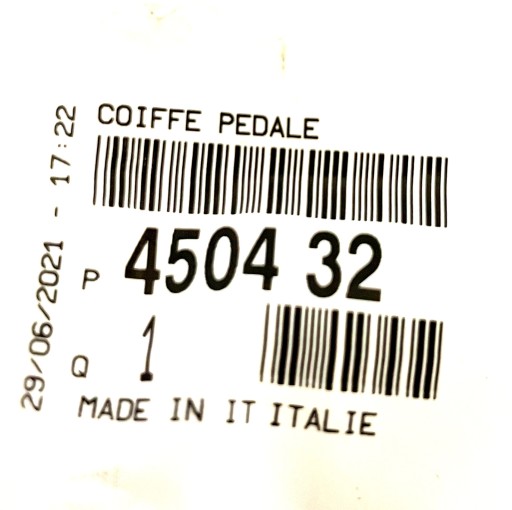 COIFFE PEDALE
P 4504 32
Q 1
MADE IN IT ITALIE
29/06/2021 - 17:22